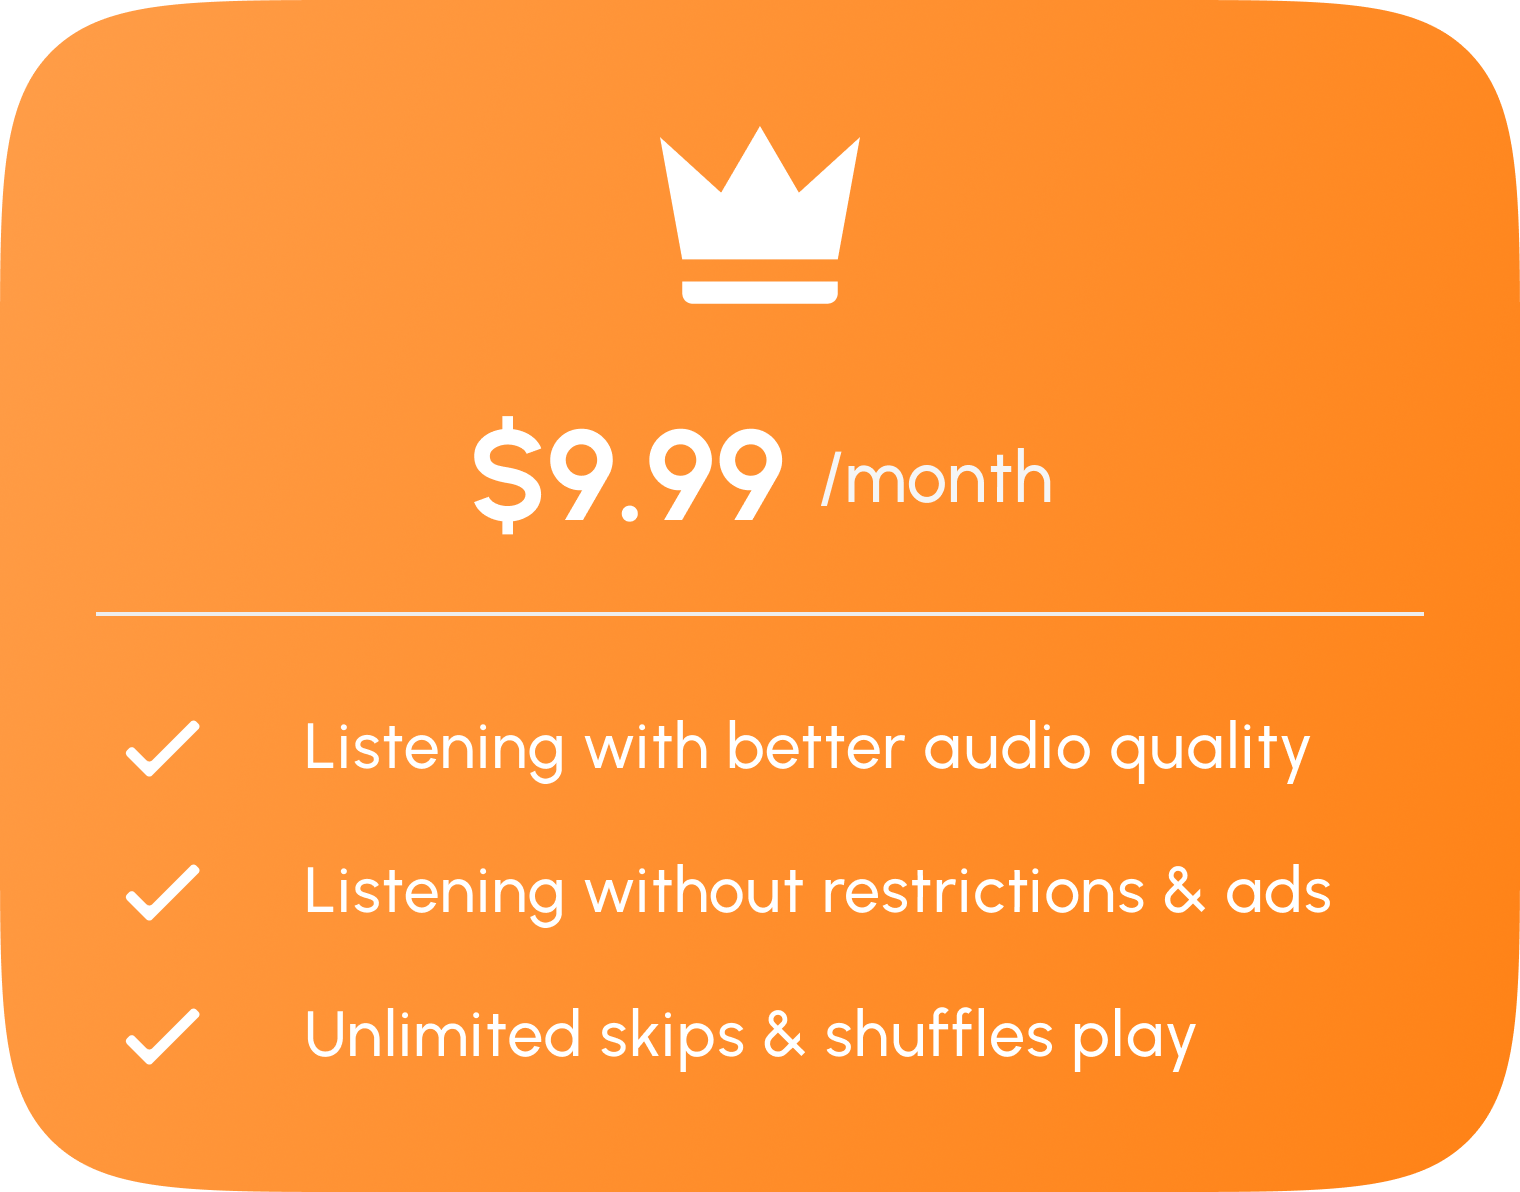 $9.99 /month
Listening with better audio quality
Listening without restrictions & ads
Unlimited skips & shuffles play